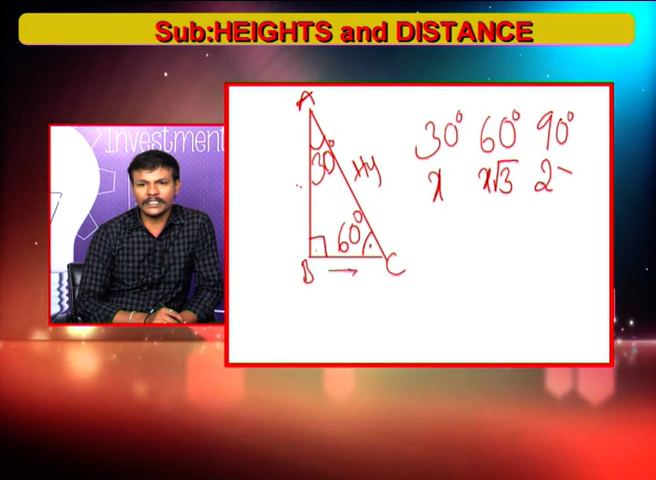 Sub:HEIGHTS and DISTANCE
Investment
A
30° 60° 90°
30° Hy
x x√3 2
60°
B C